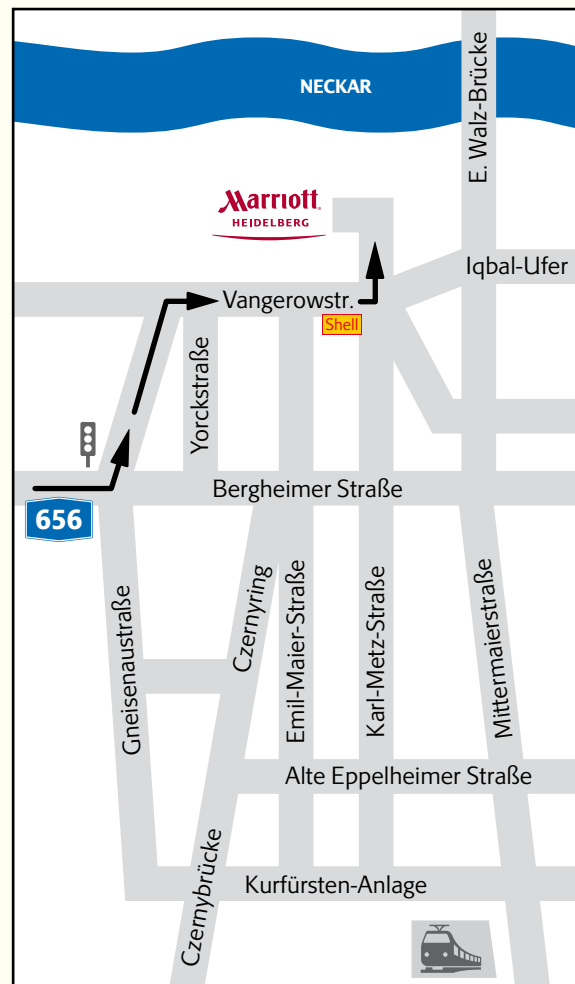 NECKAR
E. Walz-Brücke
Marriott
HEIDELBERG
Iqbal-Ufer
Vangerowstr.
Shell
Yorckstraße
Bergheimer Straße
656
Gneisenaustraße
Czernyring
Emil-Maier-Straße
Karl-Metz-Straße
Mittermaierstraße
Alte Eppelheimer Straße
Czernybrücke
Kurfürsten-Anlage